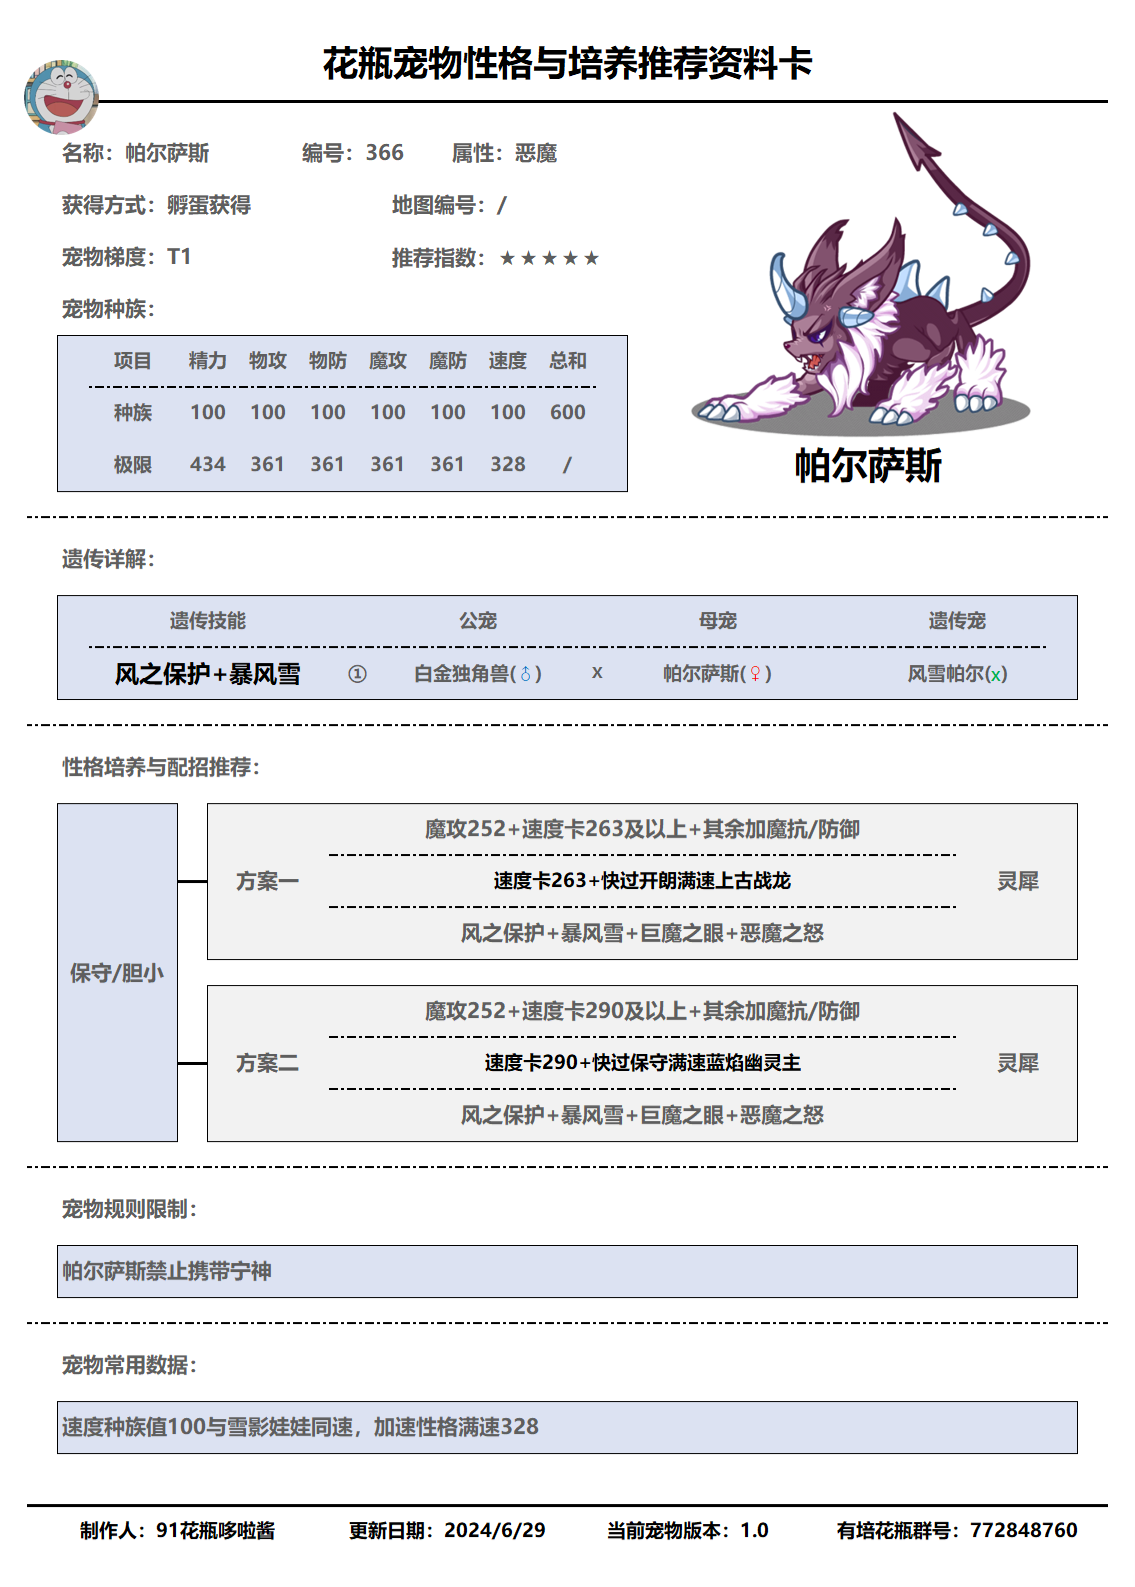 花瓶宠物性格与培养推荐资料卡
名称：帕尔萨斯 编号：366 属性：恶魔
获得方式：孵蛋获得 地图编号：/
宠物梯度：T1 推荐指数：★★★★★
宠物种族：
项目 精力 物攻 物防 魔攻 魔防 速度 总和
种族 100 100 100 100 100 100 600
极限 434 361 361 361 361 328 /
帕尔萨斯
遗传详解：
遗传技能 公宠 母宠 遗传宠
风之保护+暴风雪 ① 白金独角兽(♂) x 帕尔萨斯(♀) 风雪帕尔(x)
性格培养与配招推荐：
保守/胆小
魔攻252+速度卡263及以上+其余加魔抗/防御
方案一 速度卡263+快过开朗满速上古战龙 灵犀
风之保护+暴风雪+巨魔之眼+恶魔之怒
魔攻252+速度卡290及以上+其余加魔抗/防御
方案二 速度卡290+快过保守满速蓝焰幽灵主 灵犀
风之保护+暴风雪+巨魔之眼+恶魔之怒
宠物规则限制：
帕尔萨斯禁止携带宁神
宠物常用数据：
速度种族值100与雪影娃娃同速，加速性格满速328
制作人：91花瓶哆啦酱 更新日期：2024/6/29 当前宠物版本：1.0 有培花瓶群号：772848760